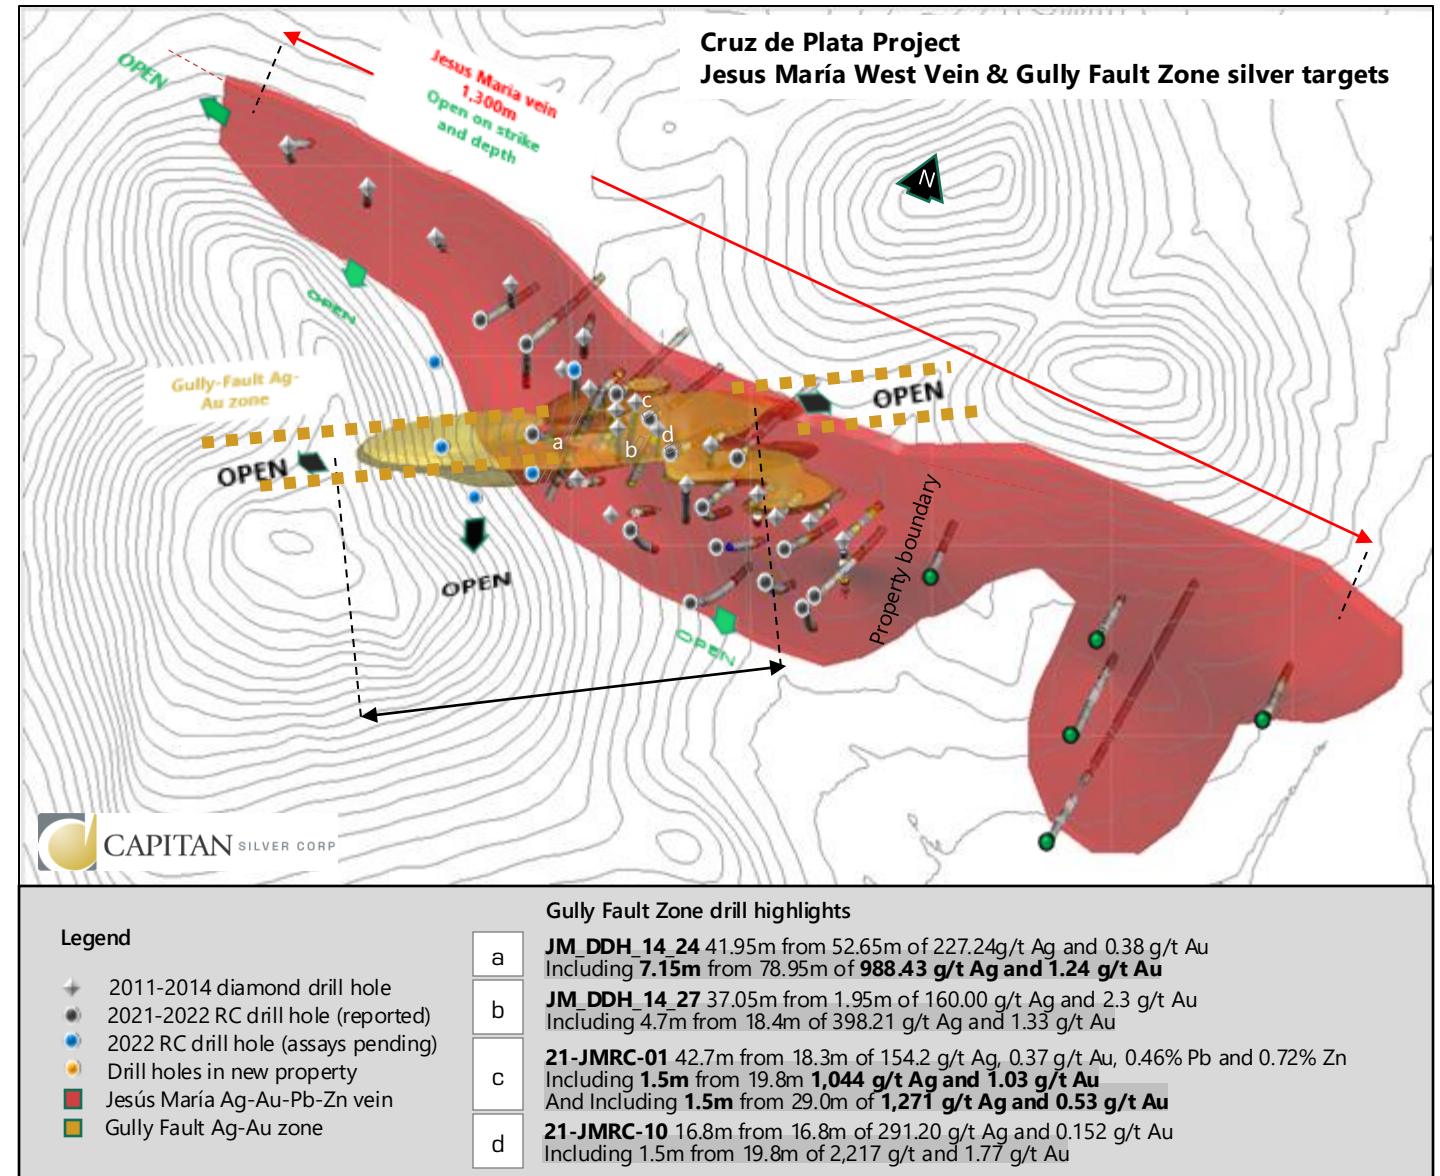 Cruz de Plata Project
Jesus María West Vein & Gully Fault Zone silver targets
OPEN
Jesus Maria vein
1,300m
Open on strike
and depth
N
OPEN
Gully-Fault Ag-
Au zone
OPEN
OPEN
c
a
b
d
OPEN
OPEN
Property boundary
OPEN
CAPITAN SILVER CORP
Legend
2011-2014 diamond drill hole
2021-2022 RC drill hole (reported)
2022 RC drill hole (assays pending)
Drill holes in new property
Jesús María Ag-Au-Pb-Zn vein
Gully Fault Ag-Au zone
Gully Fault Zone drill highlights
a
JM_DDH_14_24 41.95m from 52.65m of 227.24g/t Ag and 0.38 g/t Au
Including 7.15m from 78.95m of 988.43 g/t Ag and 1.24 g/t Au
b
JM_DDH_14_27 37.05m from 1.95m of 160.00 g/t Ag and 2.3 g/t Au
Including 4.7m from 18.4m of 398.21 g/t Ag and 1.33 g/t Au
c
21-JMRC-01 42.7m from 18.3m of 154.2 g/t Ag, 0.37 g/t Au, 0.46% Pb and 0.72% Zn
Including 1.5m from 19.8m 1,044 g/t Ag and 1.03 g/t Au
And Including 1.5m from 29.0m of 1,271 g/t Ag and 0.53 g/t Au
d
21-JMRC-10 16.8m from 16.8m of 291.20 g/t Ag and 0.152 g/t Au
Including 1.5m from 19.8m of 2,217 g/t and 1.77 g/t Au